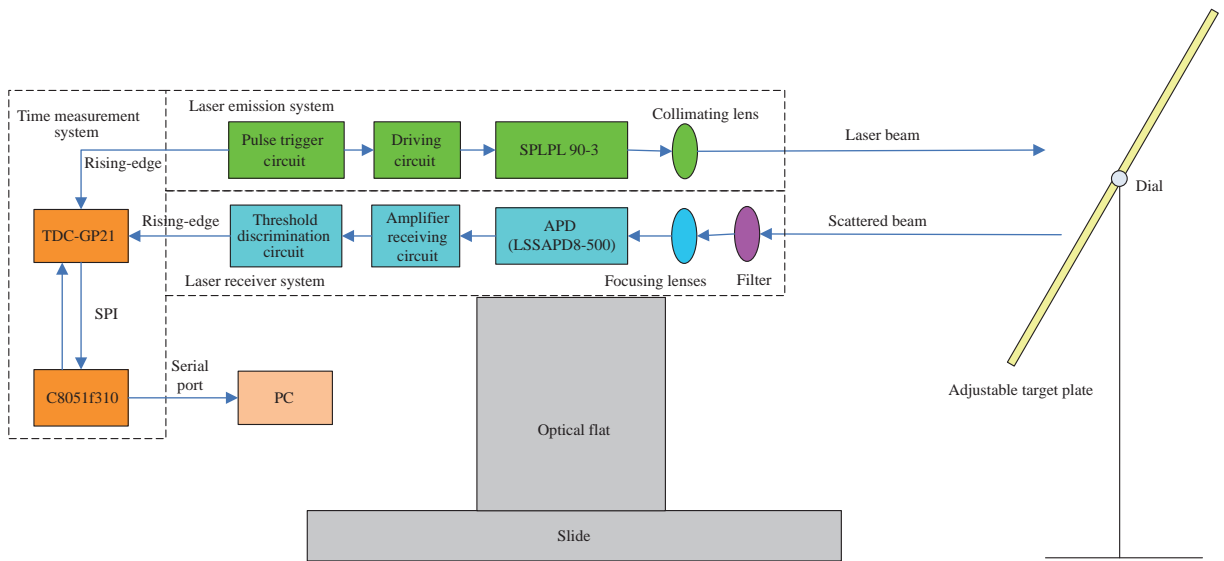 Time measurement
system
Laser emission system
Rising-edge
Pulse trigger
circuit
Driving
circuit
SPLPL 90-3
Collimating lens
Laser beam
Dial
TDC-GP21
Rising-edge
Threshold
discrimination
circuit
Amplifier
receiving
circuit
APD
(LSSAPD8-500)
Focusing lenses
Filter
Scattered beam
Laser receiver system
SPI
C8051f310
Serial
port
PC
Adjustable target plate
Optical flat
Slide